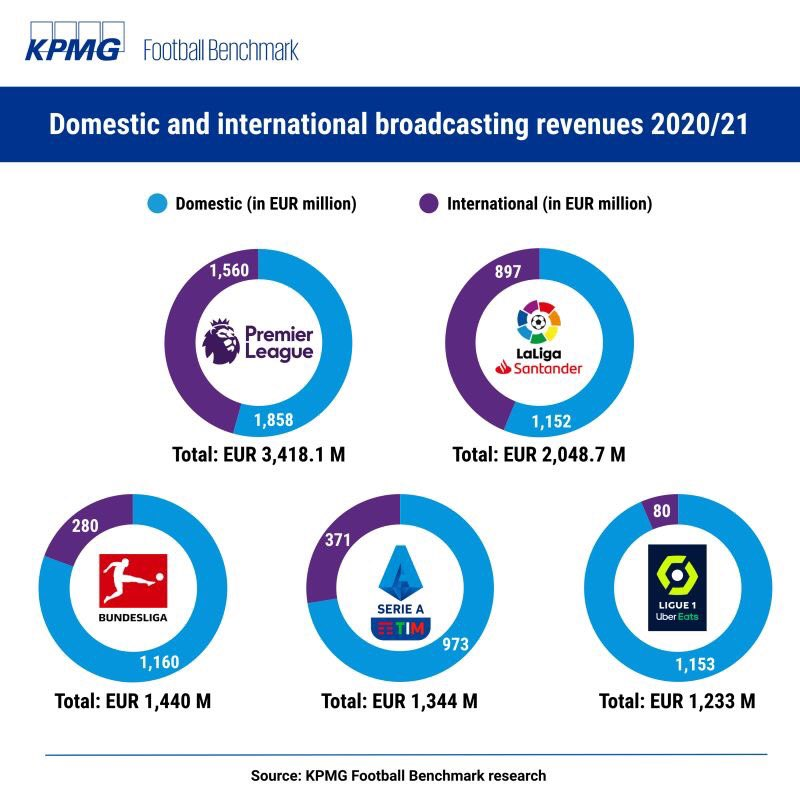 KPMG Football Benchmark
Domestic and international broadcasting revenues 2020/21
Domestic (in EUR million) International (in EUR million)
1,560
Premier
League
1,858
Total: EUR 3,418.1 M
897
LaLiga
Santander
1,152
Total: EUR 2,048.7 M
280
BUNDESLIGA
1,160
Total: EUR 1,440 M
371
SERIE A
TIM
973
Total: EUR 1,344 M
80
LIGUE 1
Uber Eats
1,153
Total: EUR 1,233 M
Source: KPMG Football Benchmark research